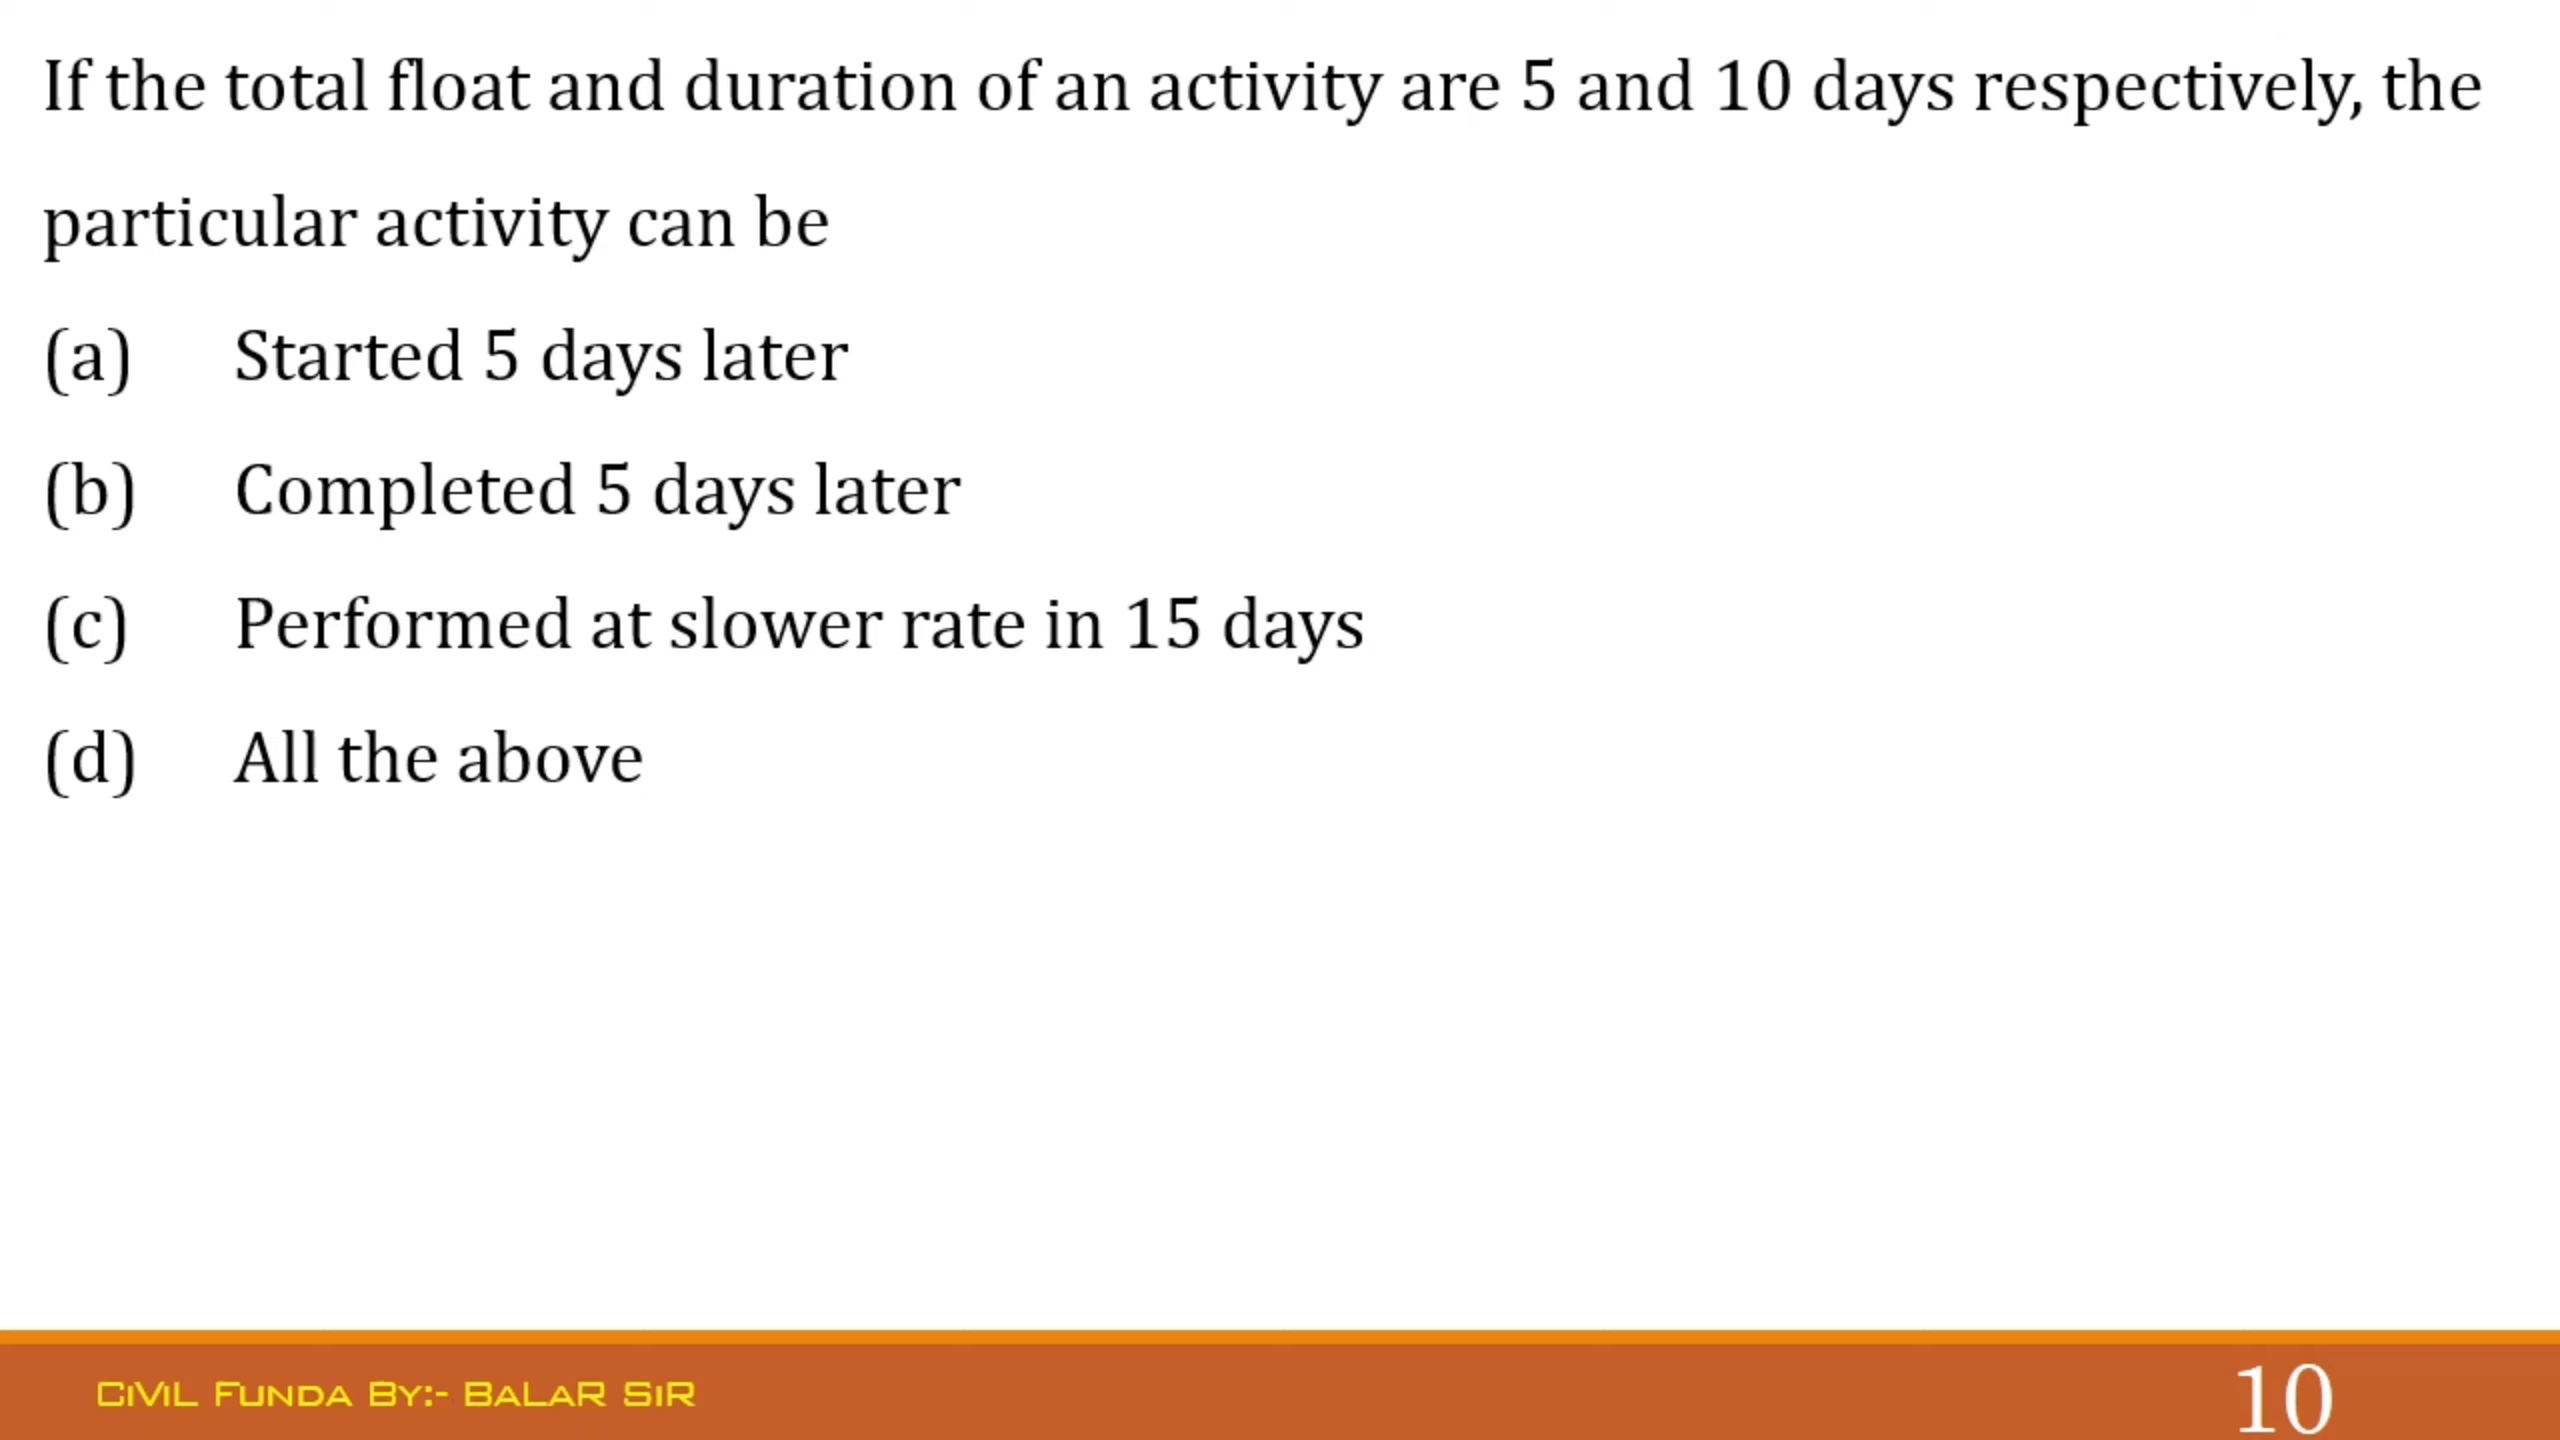 If the total float and duration of an activity are 5 and 10 days respectively, the
particular activity can be
(a) Started 5 days later
(b) Completed 5 days later
(c) Performed at slower rate in 15 days
(d) All the above
CiViL FUNDA BY:- BALAR SiR
10